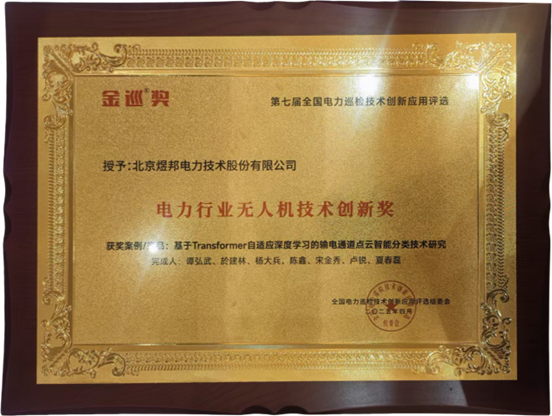 金巡®奖
第七届全国电力巡检技术创新应用评选
授予:北京煜邦电力技术股份有限公司
电力行业无人机技术创新奖
获奖案例/产品:基于Transformer自适应深度学习的输电通道点云智能分类技术研究
完成人:谭弘武、於建林、杨大兵、陈鑫、宋金秀、卢锐、夏春磊
全国电力巡检技术创新应用评选组委会
二〇二五年四月